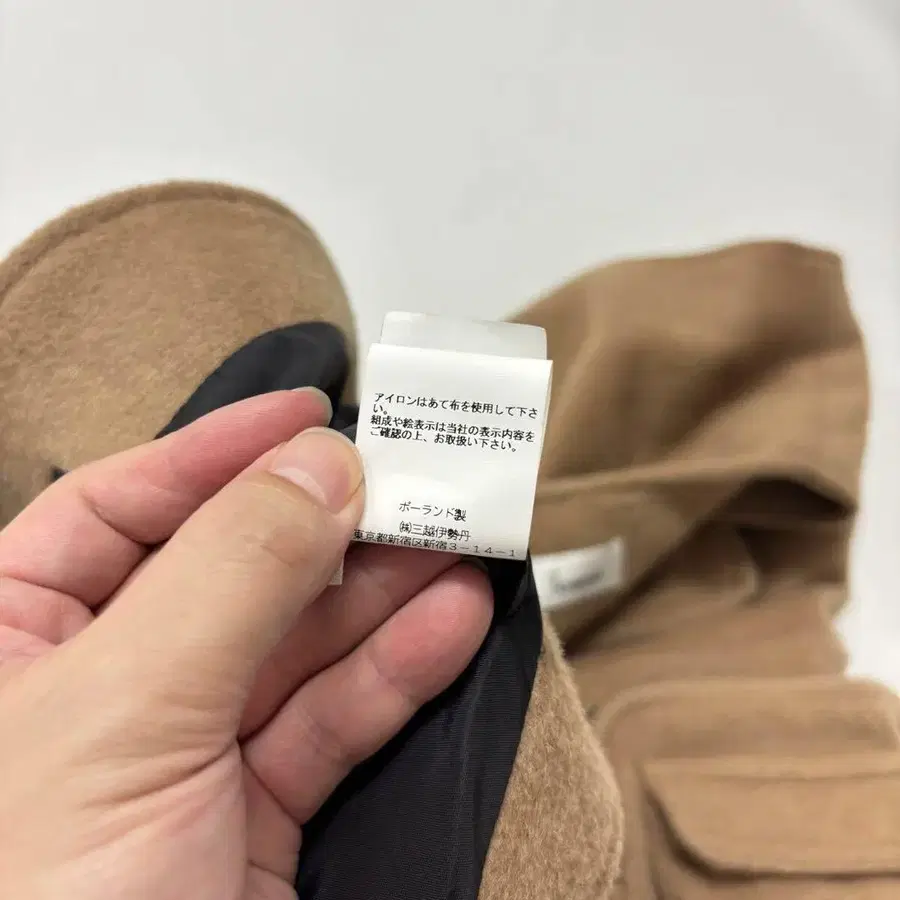 アイロンはあて布を使用して下さ
い。
組成や絵表示は当社の表示内容を
ご確認の上、お取扱い下さい。
ポーランド製
㈱三越伊勢丹
東京都新宿区新宿3-14-1